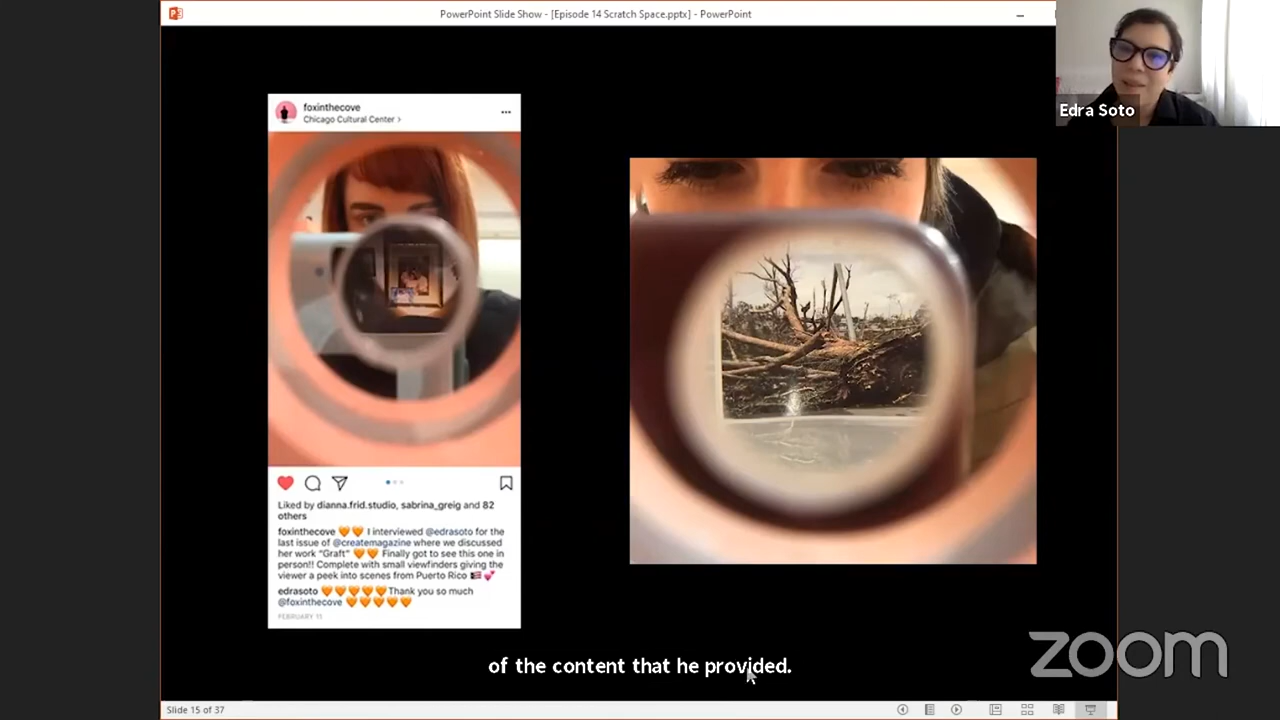 PowerPoint Slide Show - [Episode 14 Scratch Space.pptx] - PowerPoint
Edra Soto
foxinthecove
Chicago Cultural Center >
Liked by dianna.frid.studio, sabrina_greig and 82
others
foxinthecove 🧡🧡 I interviewed @edrasoto for the
last issue of @createmagazine where we discussed
her work "Graft" 🧡🧡 Finally got to see this one in
person!! Complete with small viewfinders giving the
viewer a peek into scenes from Puerto Rico 🇵🇷💕
edrasoto 🧡🧡🧡🧡🧡Thank you so much
@foxinthecove 🧡🧡🧡🧡🧡
FEBRUARY 11
of the content that he provided.
zoom
Slide 15 of 37